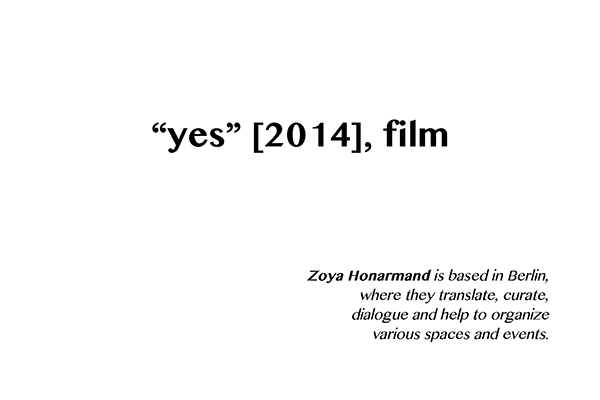 “yes” [2014], film
Zoya Honarmand is based in Berlin,
where they translate, curate,
dialogue and help to organize
various spaces and events.